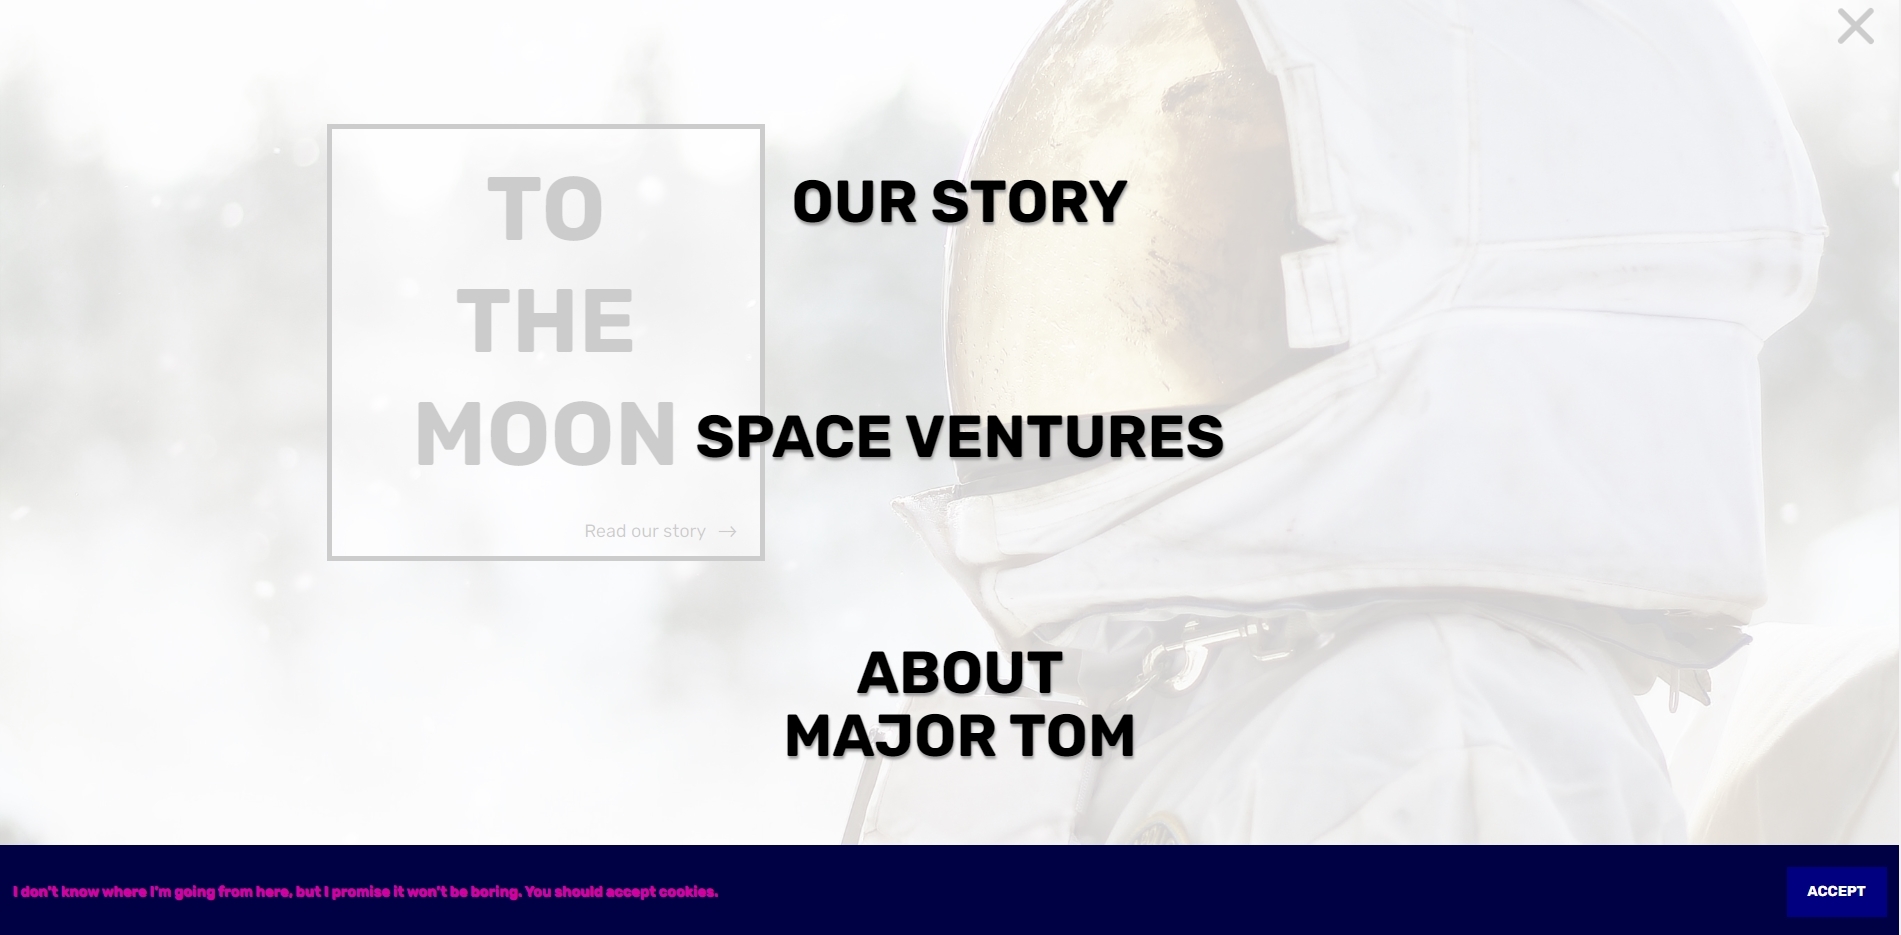 TO
THE
MOON
Read our story →
OUR STORY
SPACE VENTURES
ABOUT
MAJOR TOM
I don't know where I'm going from here, but I promise it won't be boring. You should accept cookies.
ACCEPT